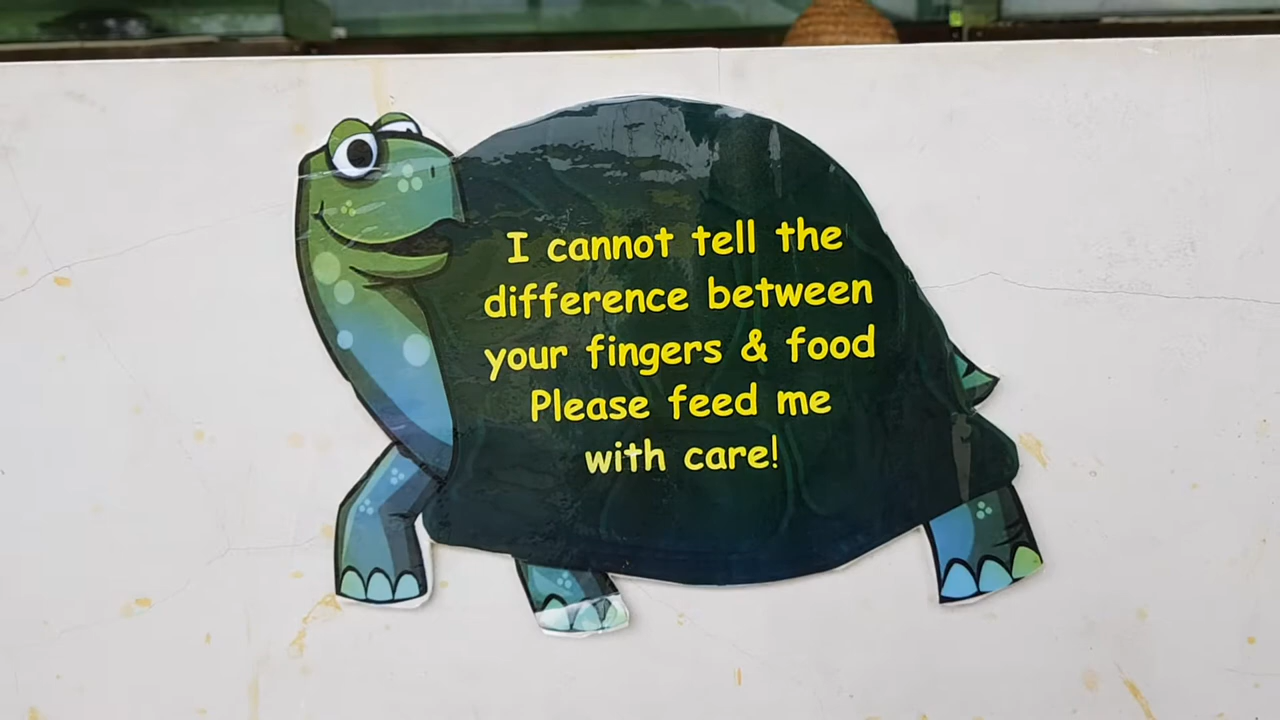 I cannot tell the
difference between
your fingers & food
Please feed me
with care!